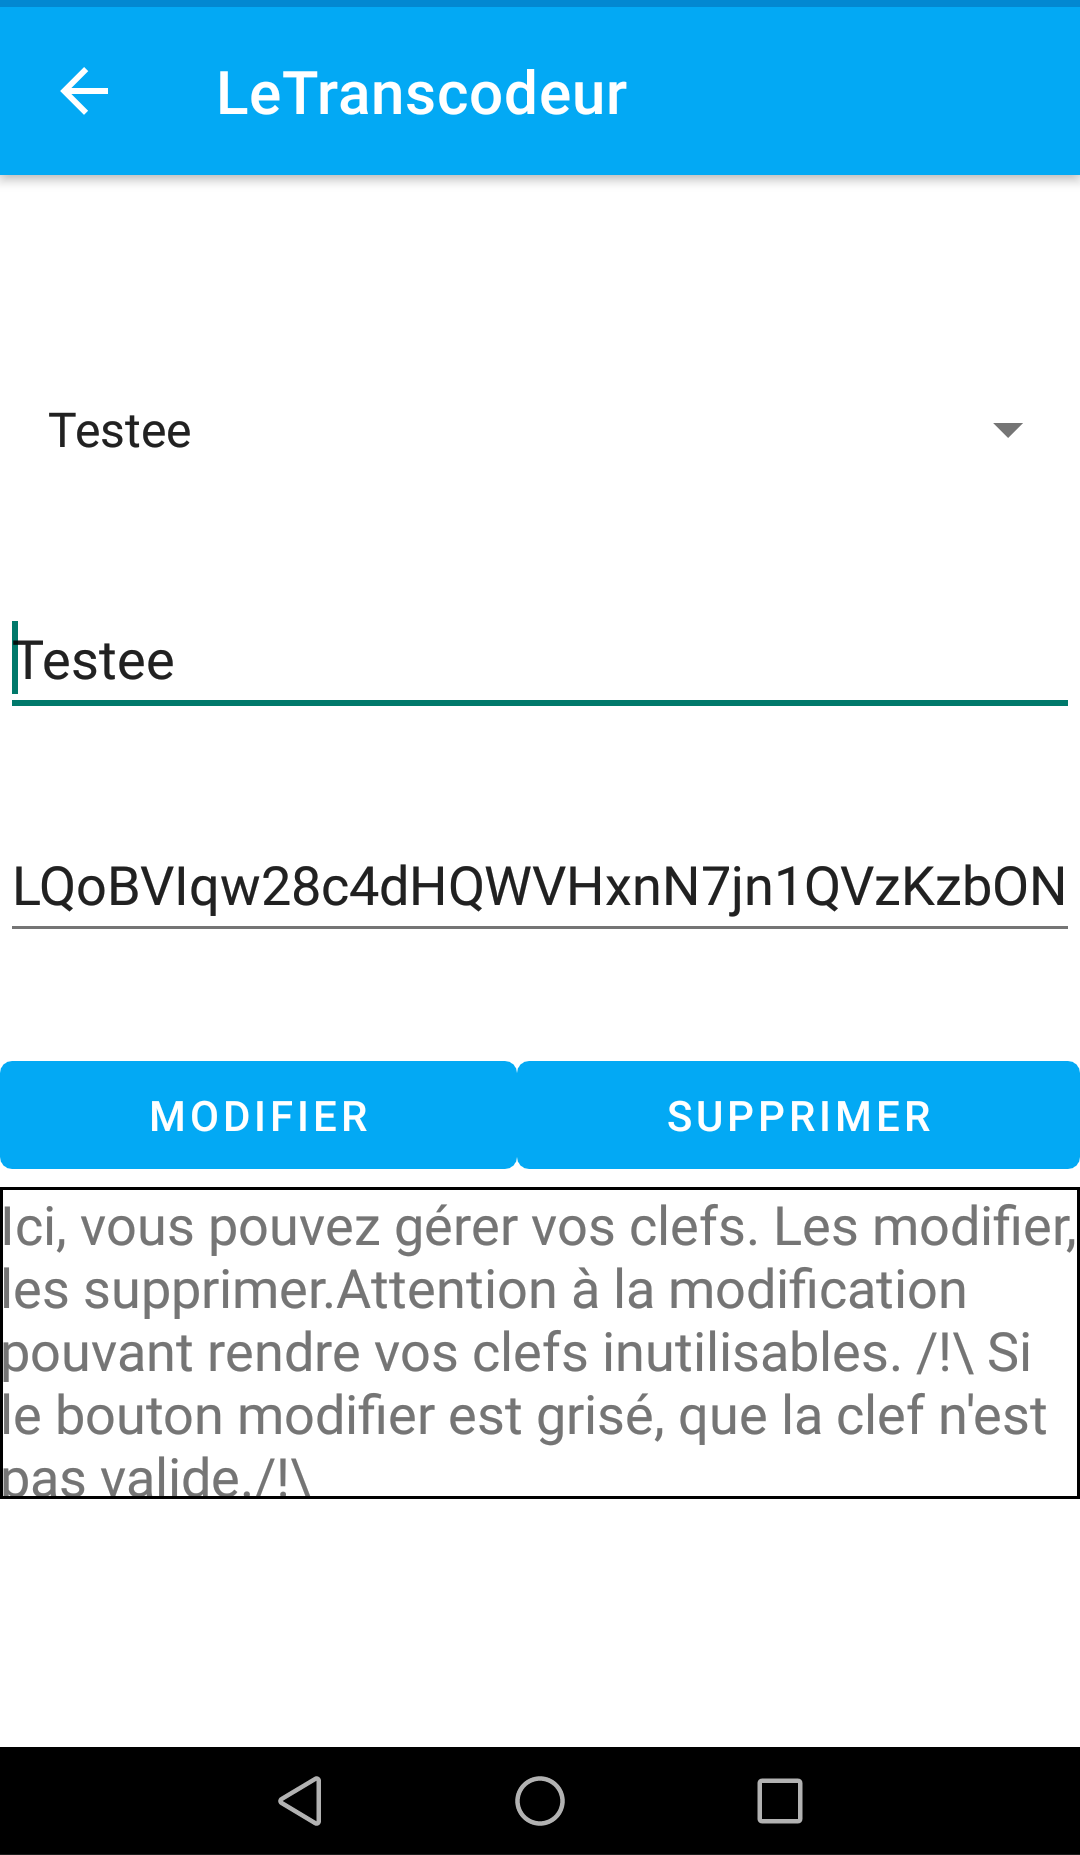 LeTranscodeur
Testee
Testee
LQoBVIqw28c4dHQWVHxnN7jn1QVzKzbON
MODIFIER
SUPPRIMER
Ici, vous pouvez gérer vos clefs. Les modifier,
les supprimer.Attention à la modification
pouvant rendre vos clefs inutilisables. /!\ Si
le bouton modifier est grisé, que la clef n'est
pas valide./!\